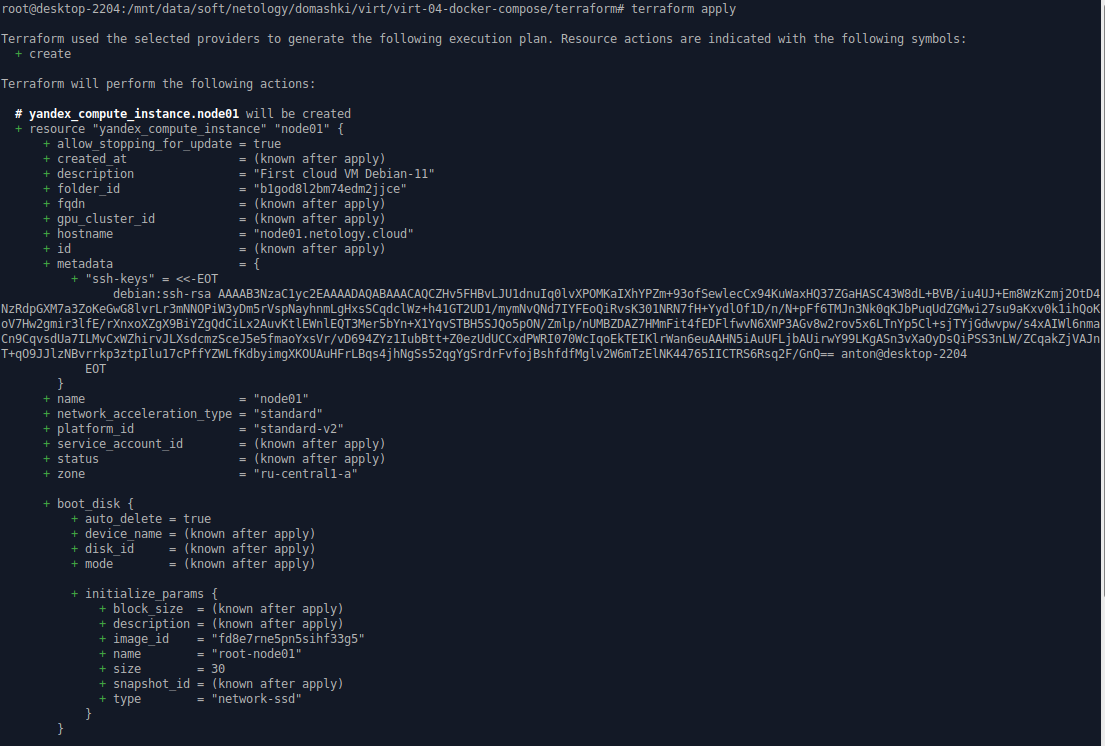 root@desktop-2204:/mnt/data/soft/netology/domashki/virt/virt-04-docker-compose/terraform# terraform apply
Terraform used the selected providers to generate the following execution plan. Resource actions are indicated with the following symbols:
+ create
Terraform will perform the following actions:
# yandex_compute_instance.node01 will be created
+ resource "yandex_compute_instance" "node01" {
+ allow_stopping_for_update = true
+ created_at = (known after apply)
+ description = "First cloud VM Debian-11"
+ folder_id = "b1god8l2bm74edm2jjce"
+ fqdn = (known after apply)
+ gpu_cluster_id = (known after apply)
+ hostname = "node01.netology.cloud"
+ id = (known after apply)
+ metadata = {
+ "ssh-keys" = <<-EOT
debian:ssh-rsa AAAAB3NzaC1yc2EAAAADAQABAAACAQCZHv5FHBvLJU1dnuIq0lvXPOMKaIXhYPZm+93ofSewlecCx94KuWaxHQ37ZGaHASC43W8dL+BVB/iu4UJ+Em8WzKzmj2OtD4
NzRdpGXM7a3ZoKeGwG8lvrLr3mNNOPiW3yDm5rVspNayhnmLgHxsSCqdclWz+h41GT2UD1/mymNvQNd7IYFEoQiRvsK301NRN7fH+YydlOf1D/n/N+pFf6TMJn3Nk0qKJbPuqUdZGMwi27su9aKxv0k1ihQoK
oV7Hw2gmir3lfE/rXnxoXZgX9BiYZgQdCiLx2AuvKtlEWnlEQT3Mer5bYn+X1YqvSTBH5SJQo5pON/Zmlp/nUMBZDAZ7HMmFit4fEDFlfwvN6XWP3AGv8w2rov5x6LTnYp5Cl+sjTYjGdwvpw/s4xAIWl6nma
Cn9CqvsdUa7ILMvCxWZhirvJLXsdcmzSceJ5e5fmaoYxsVr/vD694ZYz1IubBtt+Z0ezUdUCCxdPWRI070WcIqoEkTEIKlrWan6euAAHN5iAuUFLjbAUirwY99LKgASn3vXaOyDsQiPSS3nLW/ZCqakZjVAJn
T+qO9JJlzNBvrrkp3ztpIlu17cPffYZWLfKdbyimgXKOUAuHFrLBqs4jhNgSs52qgYgSrdrFvfojBshfdfMglv2W6mTzElNK44765IICTRS6Rsq2F/GnQ== anton@desktop-2204
EOT
}
+ name = "node01"
+ network_acceleration_type = "standard"
+ platform_id = "standard-v2"
+ service_account_id = (known after apply)
+ status = (known after apply)
+ zone = "ru-central1-a"
+ boot_disk {
+ auto_delete = true
+ device_name = (known after apply)
+ disk_id = (known after apply)
+ mode = (known after apply)
+ initialize_params {
+ block_size = (known after apply)
+ description = (known after apply)
+ image_id = "fd8e7rne5pn5sihf33g5"
+ name = "root-node01"
+ size = 30
+ snapshot_id = (known after apply)
+ type = "network-ssd"
}
}